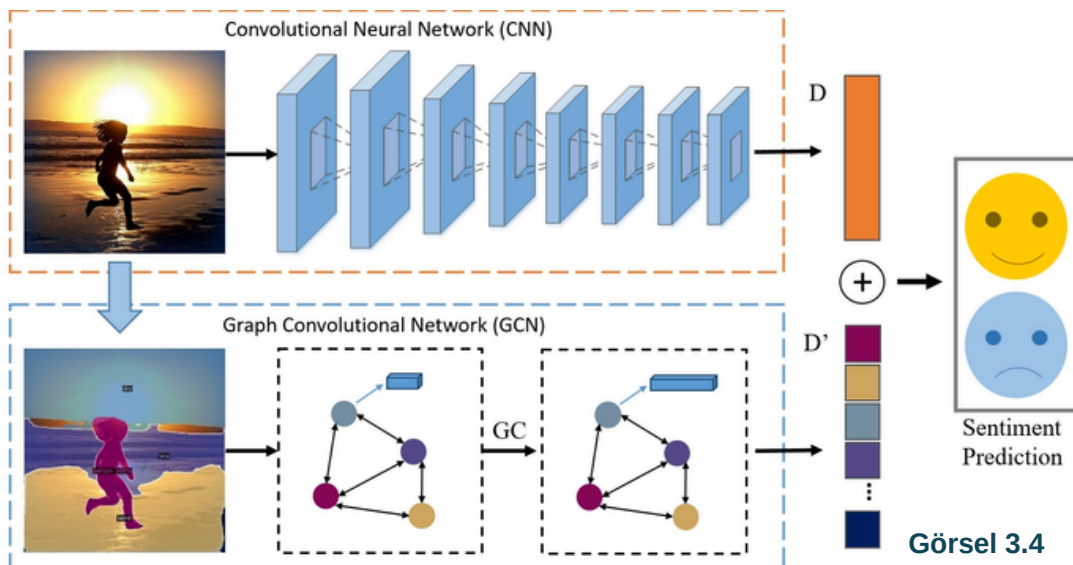 Convolutional Neural Network (CNN)
D
Graph Convolutional Network (GCN)
D'
GC
Sentiment
Prediction
Görsel 3.4